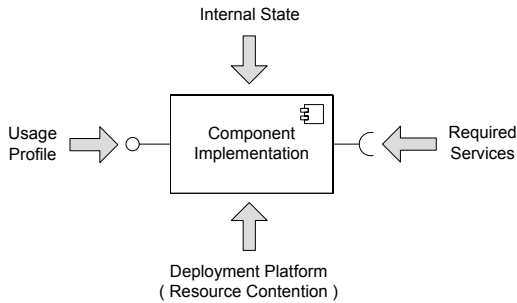 Internal State
Usage
Profile
Component
Implementation
Required
Services
Deployment Platform
( Resource Contention )